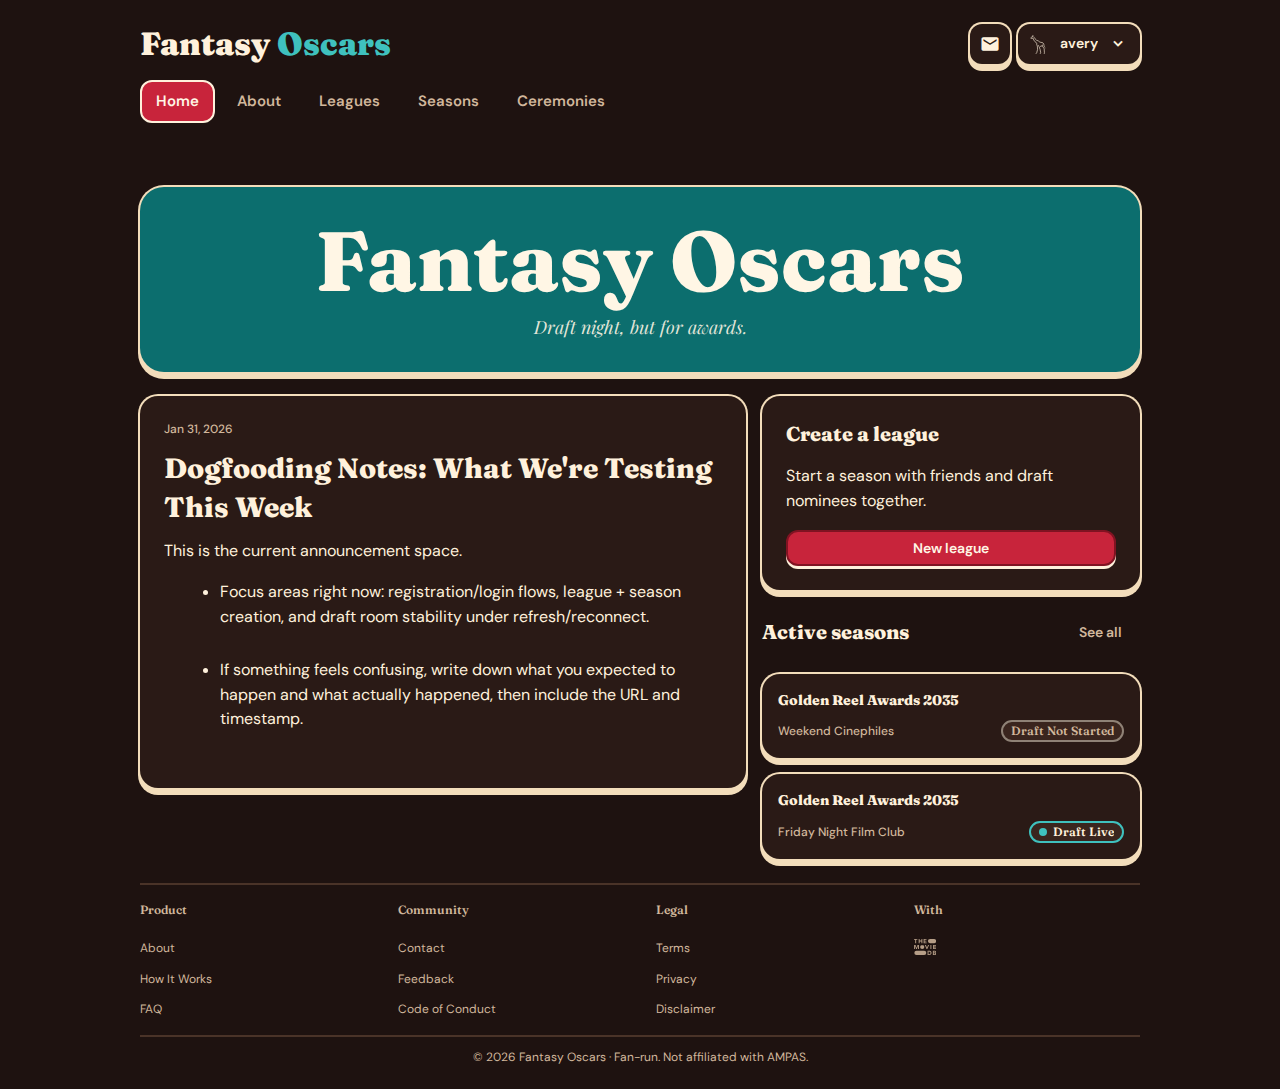 Fantasy Oscars
avery
Home
About
Leagues
Seasons
Ceremonies
Fantasy Oscars
Draft night, but for awards.
Jan 31, 2026
Dogfooding Notes: What We're Testing
This Week
This is the current announcement space.
Focus areas right now: registration/login flows, league + season
creation, and draft room stability under refresh/reconnect.
If something feels confusing, write down what you expected to
happen and what actually happened, then include the URL and
timestamp.
Create a league
Start a season with friends and draft
nominees together.
New league
Active seasons
See all
Golden Reel Awards 2035
Weekend Cinephiles
Draft Not Started
Golden Reel Awards 2035
Friday Night Film Club
Draft Live
Product
About
How It Works
FAQ
Community
Contact
Feedback
Code of Conduct
Legal
Terms
Privacy
Disclaimer
With
THE
MOVIE
DB
© 2026 Fantasy Oscars · Fan-run. Not affiliated with AMPAS.